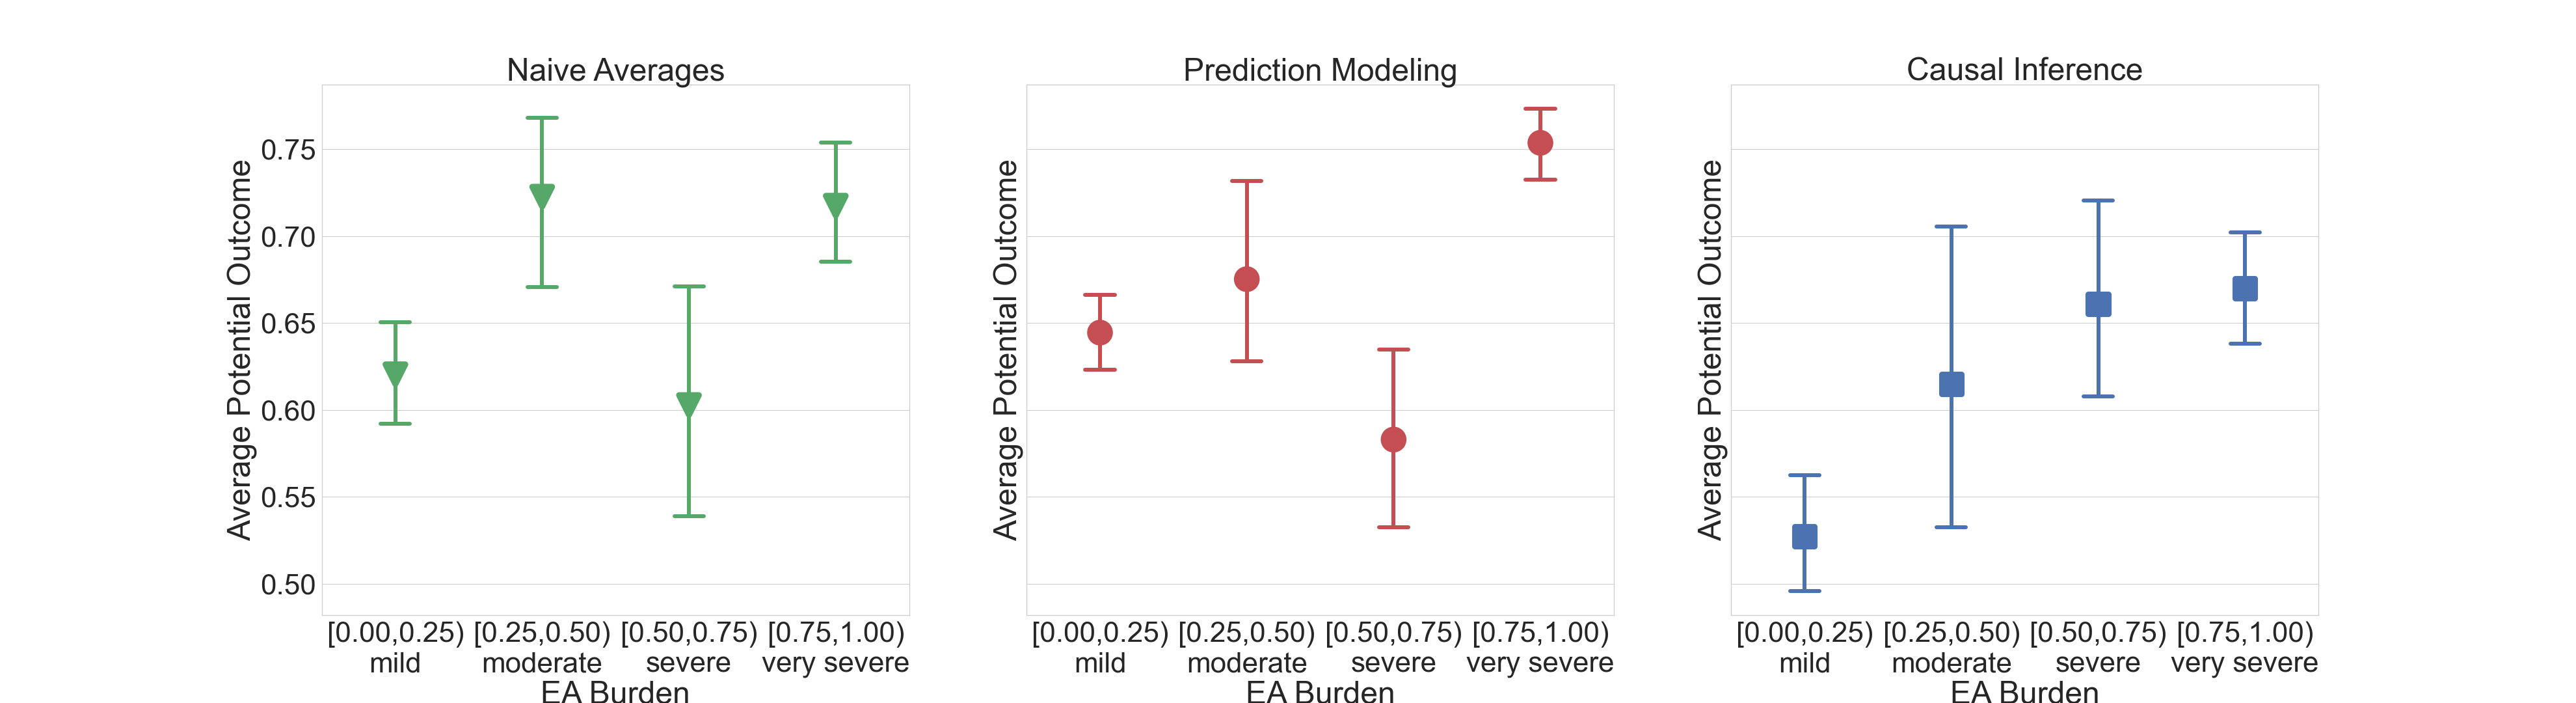 Naive Averages
Average Potential Outcome
0.75
0.70
0.65
0.60
0.55
0.50
[0.00,0.25) [0.25,0.50) [0.50,0.75) [0.75,1.00)
mild moderate severe very severe
EA Burden
Prediction Modeling
Average Potential Outcome
[0.00,0.25) [0.25,0.50) [0.50,0.75) [0.75,1.00)
mild moderate severe very severe
EA Burden
Causal Inference
Average Potential Outcome
[0.00,0.25) [0.25,0.50) [0.50,0.75) [0.75,1.00)
mild moderate severe very severe
EA Burden